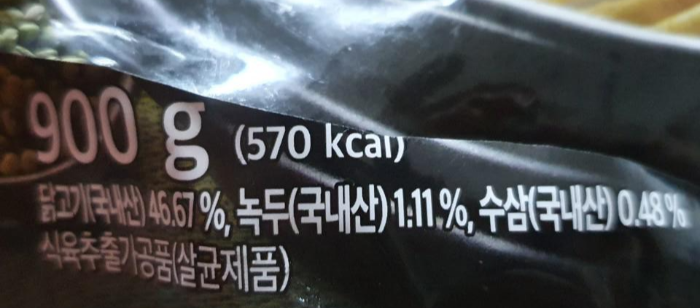 900 g (570 kcal)
닭고기(국내산) 46.67 %, 녹두(국내산) 1.11 %, 수삼(국내산) 0.48 %
식육추출가공품(살균제품)